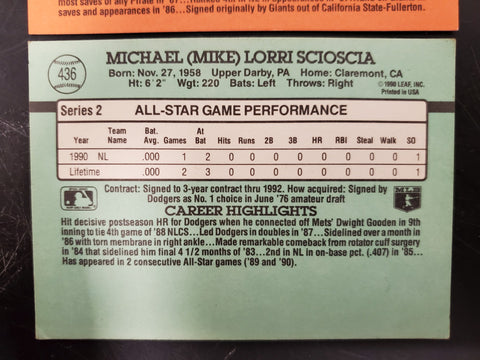 saves and appearances in '86...Signed originally by Giants out of California State-Fullerton.
436
MICHAEL (MIKE) LORRI SCIOSCIA
Born: Nov. 27, 1958 Upper Darby, PA Home: Claremont, CA
Ht: 6'2" Wgt: 220 Bats: Left Throws: Right
© 1990 LEAF, INC.
Printed in USA
Series 2 ALL-STAR GAME PERFORMANCE
Year Team Name Bat. Avg. Games At Bat Hits Runs 2B 3B HR RBI Steal Walk SO
1990 NL .000 1 2 0 0 0 0 0 0 0 0 1
Lifetime .000 2 3 0 0 0 0 0 0 0 0 1
Contract: Signed to 3-year contract thru 1992. How acquired: Signed by
Dodgers as No. 1 choice in June '76 amateur draft
CAREER HIGHLIGHTS
Hit decisive postseason HR for Dodgers when he connected off Mets' Dwight Gooden in 9th
inning to tie 4th game of '88 NLCS...Led Dodgers in doubles in '87...Sidelined over a month in
'86 with torn membrane in right ankle...Made remarkable comeback from rotator cuff surgery
in '84 that sidelined him final 4 1/2 months of '83...2nd in NL in on-base pct. (.407) in '85...
Has appeared in 2 consecutive All-Star games ('89 and '90).